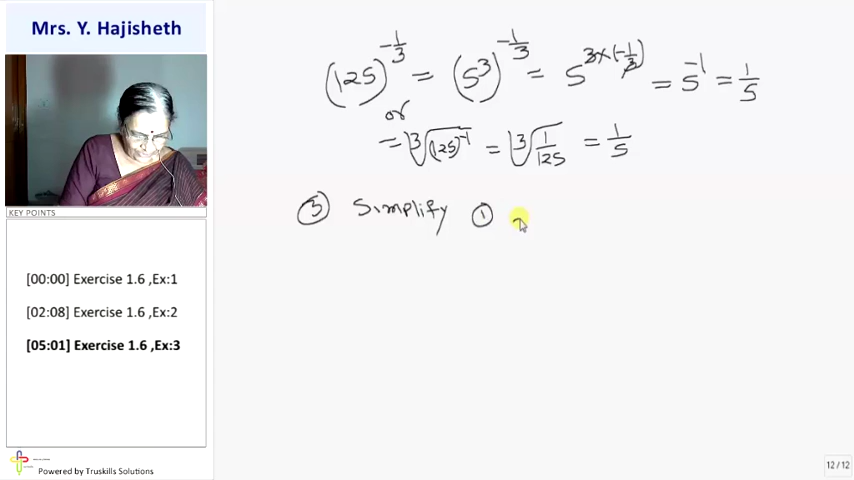 Mrs. Y. Hajisheth
KEY POINTS
[00:00] Exercise 1.6 ,Ex:1
[02:08] Exercise 1.6 ,Ex:2
[05:01] Exercise 1.6 ,Ex:3
Powered by Truskills Solutions
(125)^{-1/3} = (5^3)^{-1/3} = 5^{3×(-1/3)} = 5^{-1} = 1/5
or
= ∛(125)^{-1} = ∛(1/125) = 1/5
③ Simplify ①
12/12